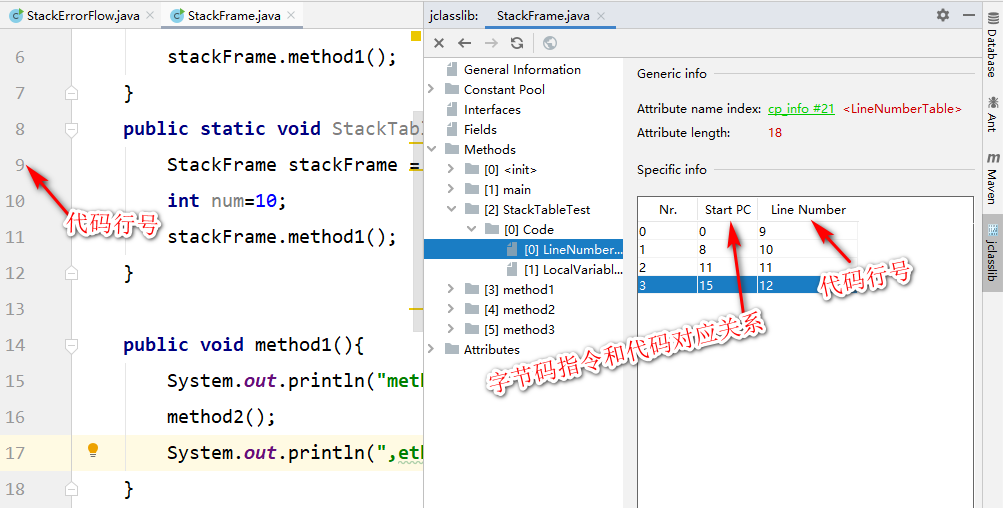 StackErrorFlow.java
StackFrame.java
6 stackFrame.method1();
7 }
8 public static void StackTabl
9 StackFrame stackFrame =
10 int num=10;
11 stackFrame.method1();
12 }
13
14 public void method1(){
15 System.out.println("meth
16 method2();
17 System.out.println(",eth
18 }
代码行号
jclasslib:
StackFrame.java
General Information
Constant Pool
Interfaces
Fields
Methods
[0] <init>
[1] main
[2] StackTableTest
[0] Code
[0] LineNumber...
[1] LocalVariabl...
[3] method1
[4] method2
[5] method3
Attributes
Generic info
Attribute name index: cp_info #21 <LineNumberTable>
Attribute length: 18
Specific info
Nr. Start PC Line Number
0 0 9
1 8 10
2 11 11
3 15 12
代码行号
字节码指令和代码对应关系
Database
Ant
m
Maven
jclasslib